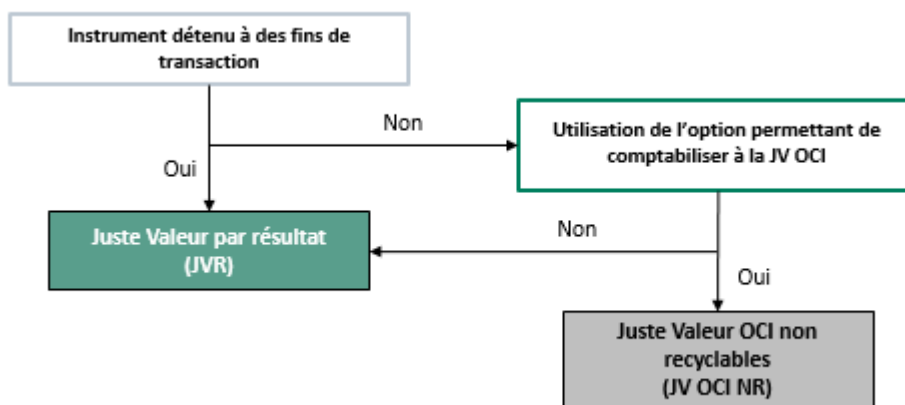 Instrument détenu à des fins de
transaction
Non
Utilisation de l'option permettant de
comptabiliser à la JV OCI
Oui
Juste Valeur par résultat
(JVR)
Non
Oui
Juste Valeur OCI non
recyclables
(JV OCI NR)